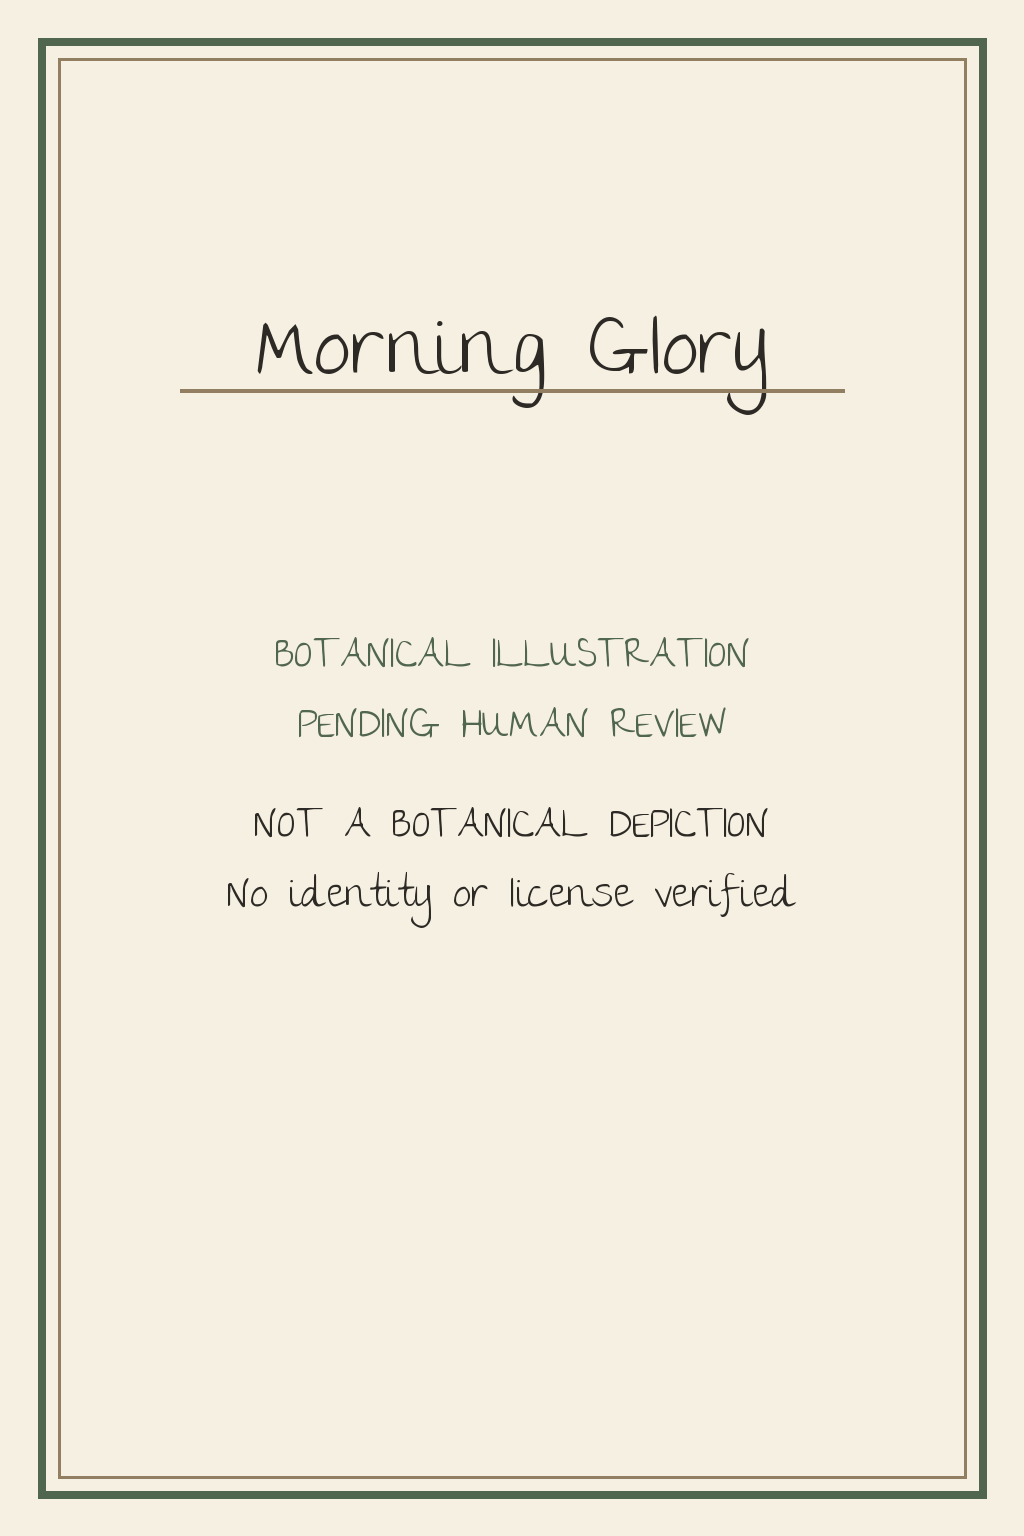 Morning Glory
BOTANICAL ILLUSTRATION
PENDING HUMAN REVIEW
NOT A BOTANICAL DEPICTION
No identity or license verified